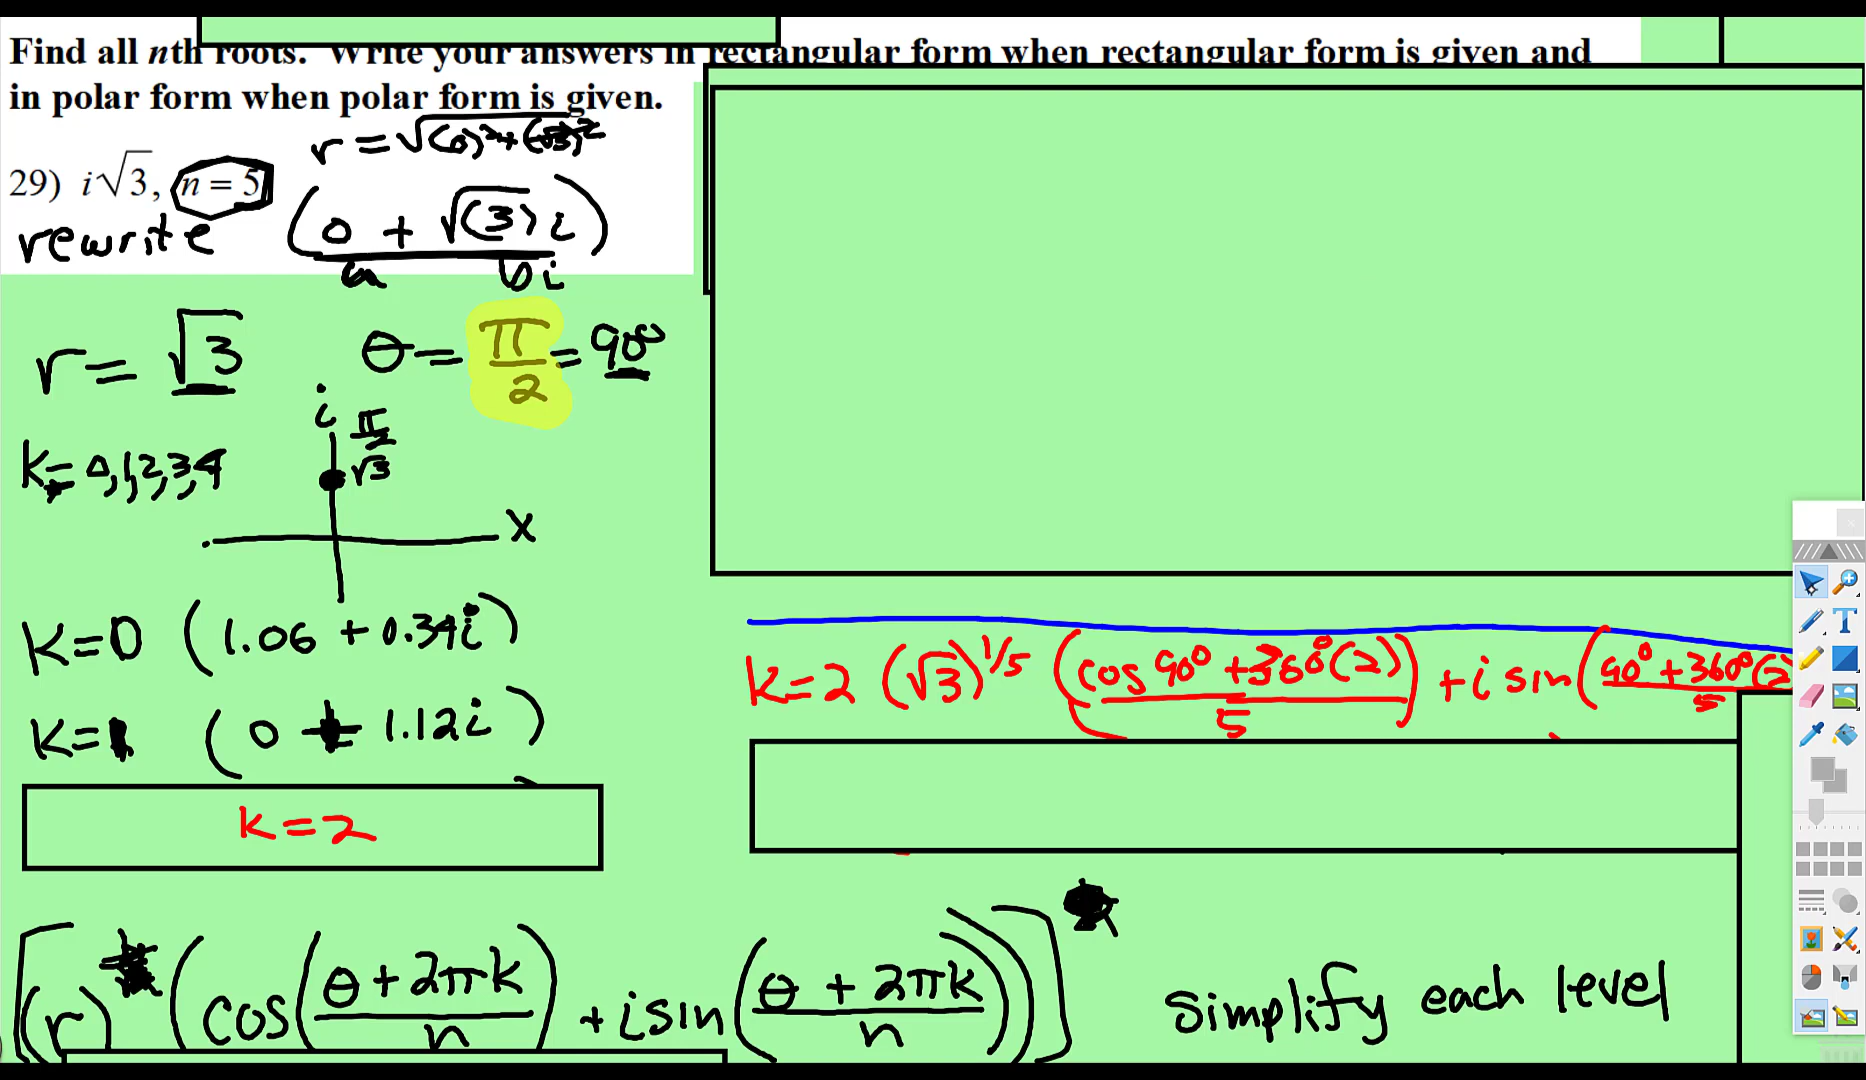 Find all nth roots. Write your answers in rectangular form when rectangular form is given and
in polar form when polar form is given.
r = √(0)²+(√3)²
29) i√3, n = 5
rewrite (0 + √(3) i)
a bi
r = √3 θ = π/2 = 90°
i π/2
K = 0,1,2,3,4 √3
x
K=0 (1.06 + 0.34i)
K=1 (0 + 1.12i)
K=2
K=2 (√3)^1/5 (cos 90° + 360°(2))/5 + i sin (90° + 360°(2
5
[(r) (cos(θ + 2πk/n) + i sin(θ + 2πk/n))] simplify each level